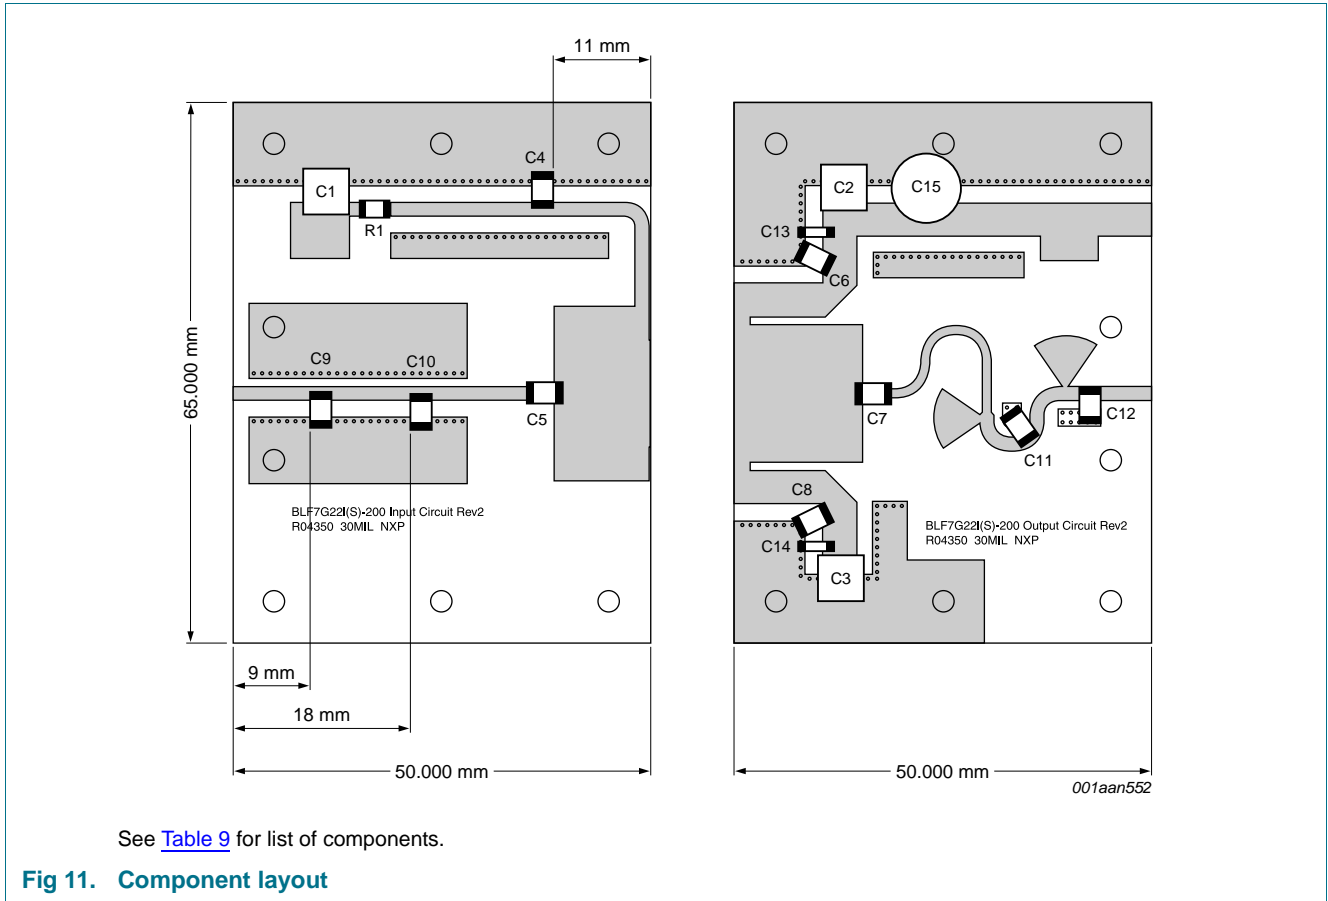 11 mm
C4
C1
R1
C2
C15
C13
C6
65.000 mm
C9
C10
C5
C7
C12
C11
C8
BLF7G22I(S)-200 Input Circuit Rev2
R04350 30MIL NXP
BLF7G22I(S)-200 Output Circuit Rev2
R04350 30MIL NXP
C14
C3
9 mm
18 mm
50.000 mm
50.000 mm
001aan552
See Table 9 for list of components.
Fig 11. Component layout